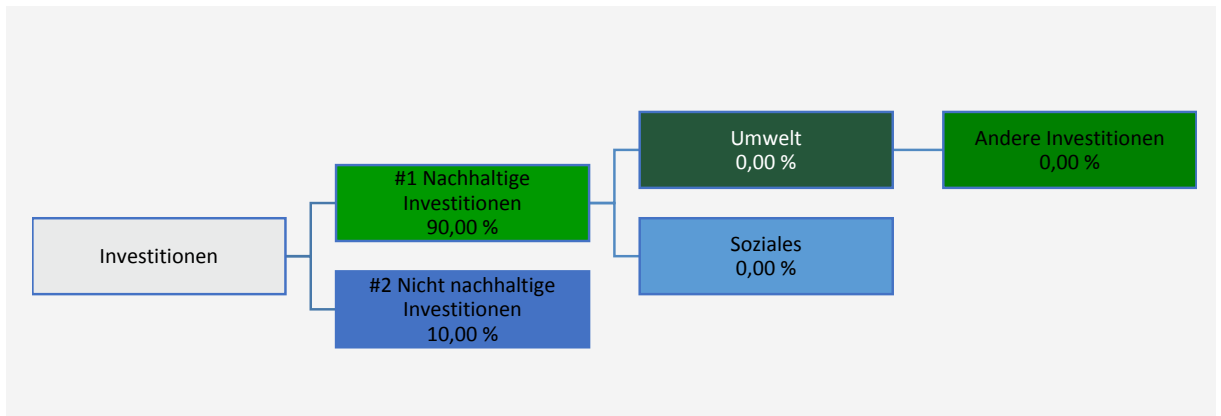 Investitionen
#1 Nachhaltige
Investitionen
90,00 %
#2 Nicht nachhaltige
Investitionen
10,00 %
Umwelt
0,00 %
Soziales
0,00 %
Andere Investitionen
0,00 %